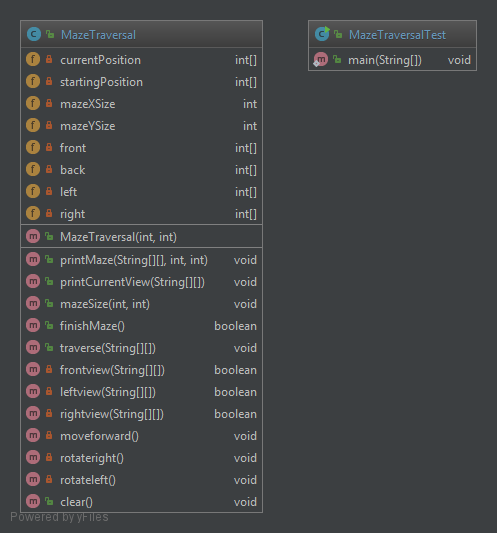 MazeTraversal
currentPosition int[]
startingPosition int[]
mazeXSize int
mazeYSize int
front int[]
back int[]
left int[]
right int[]
MazeTraversal(int, int)
printMaze(String[][], int, int) void
printCurrentView(String[][]) void
mazeSize(int, int) void
finishMaze() boolean
traverse(String[][]) void
frontview(String[][]) boolean
leftview(String[][]) boolean
rightview(String[][]) boolean
moveforward() void
rotateright() void
rotateleft() void
clear() void
MazeTraversalTest
main(String[]) void
Powered by yFiles